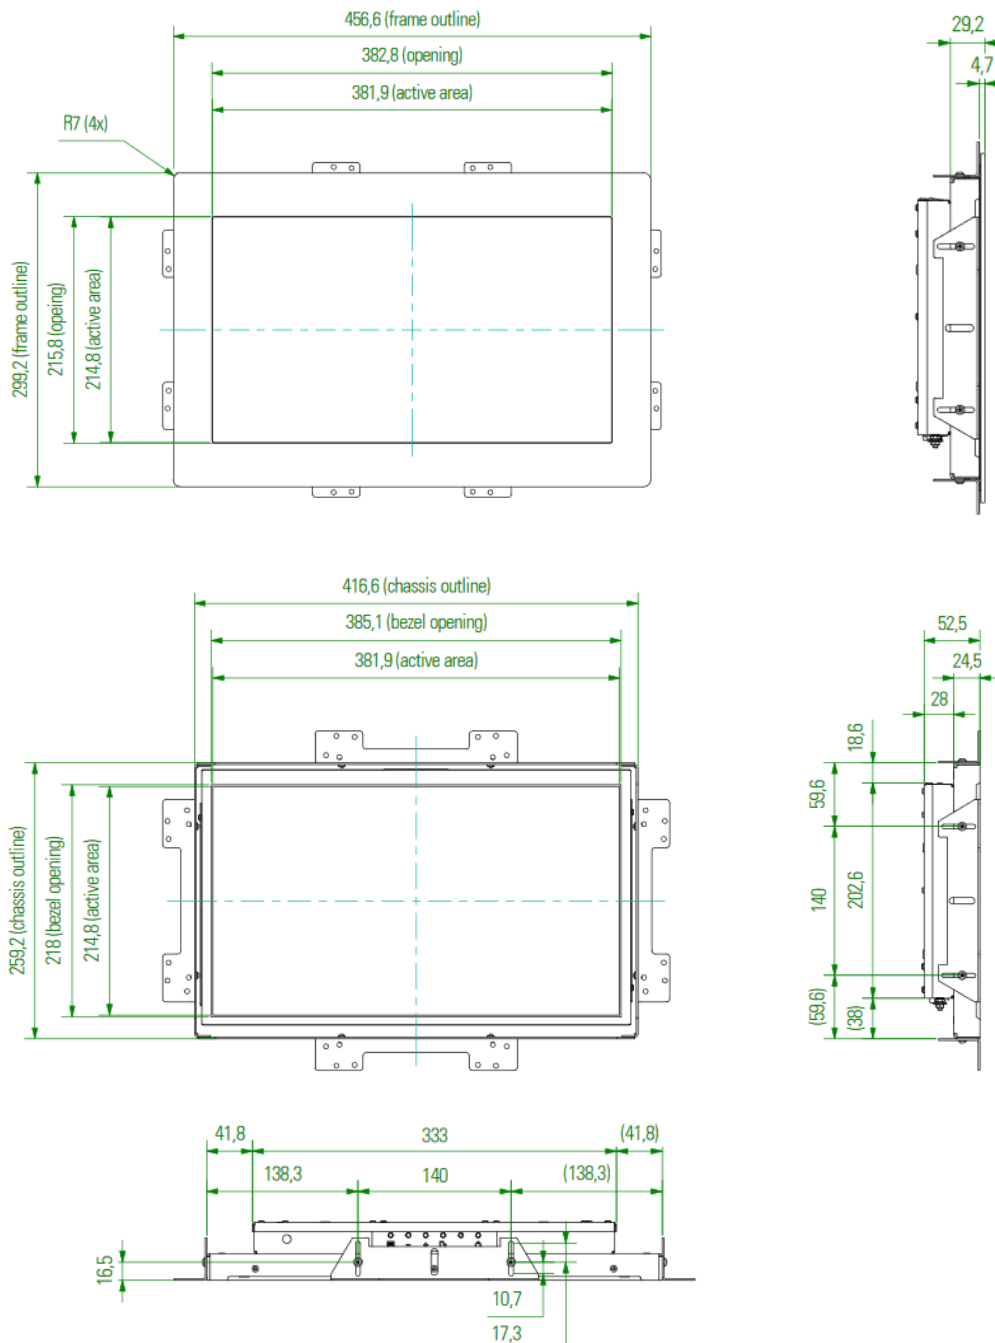 456,6 (frame outline)
29,2
382,8 (opening)
4,7
381,9 (active area)
R7 (4x)
299,2 (frame outline)
215,8 (opeing)
214,8 (active area)
416,6 (chassis outline)
385,1 (bezel opening)
52,5
381,9 (active area)
24,5
28
18,6
59,6
259,2 (chassis outline)
218 (bezel opening)
214,8 (active area)
140
202,6
(59,6)
(38)
41,8
333
(41,8)
138,3
140
(138,3)
16,5
10,7
17,3